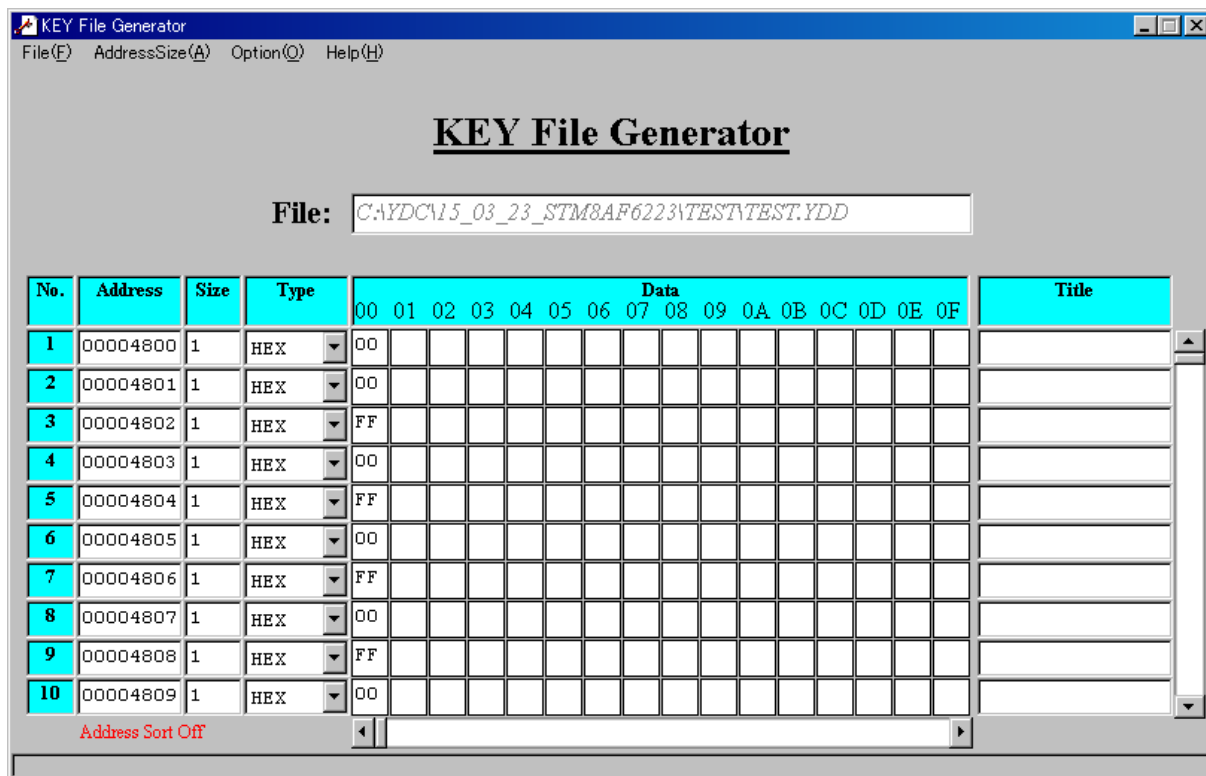 KEY File Generator
File(F) AddressSize(A) Option(O) Help(H)
KEY File Generator
File: C:\YDC\15_03_23_STM8AF6223\TEST\TEST.YDD
No. Address Size Type Data Title
00 01 02 03 04 05 06 07 08 09 0A 0B 0C 0D 0E 0F
1 00004800 1 HEX 00
2 00004801 1 HEX 00
3 00004802 1 HEX FF
4 00004803 1 HEX 00
5 00004804 1 HEX FF
6 00004805 1 HEX 00
7 00004806 1 HEX FF
8 00004807 1 HEX 00
9 00004808 1 HEX FF
10 00004809 1 HEX 00
Address Sort Off